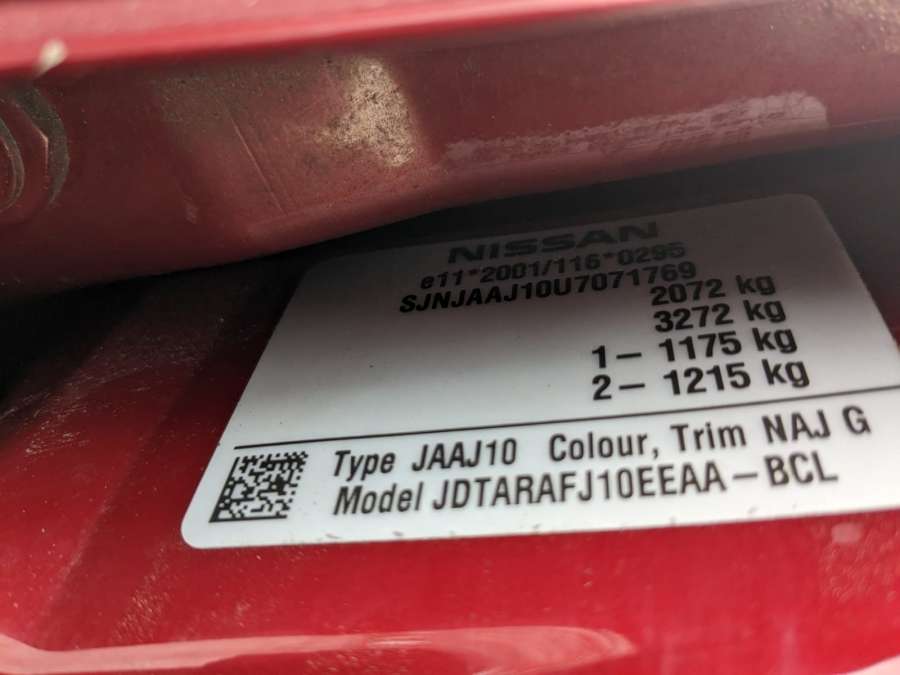 NISSAN
e11*2001/116*0295
SJNJAAJ10U7071769
2072 kg
3272 kg
1– 1175 kg
2– 1215 kg
Type JAAJ10 Colour, Trim NAJ G
Model JDTARAFJ10EEAA–BCL